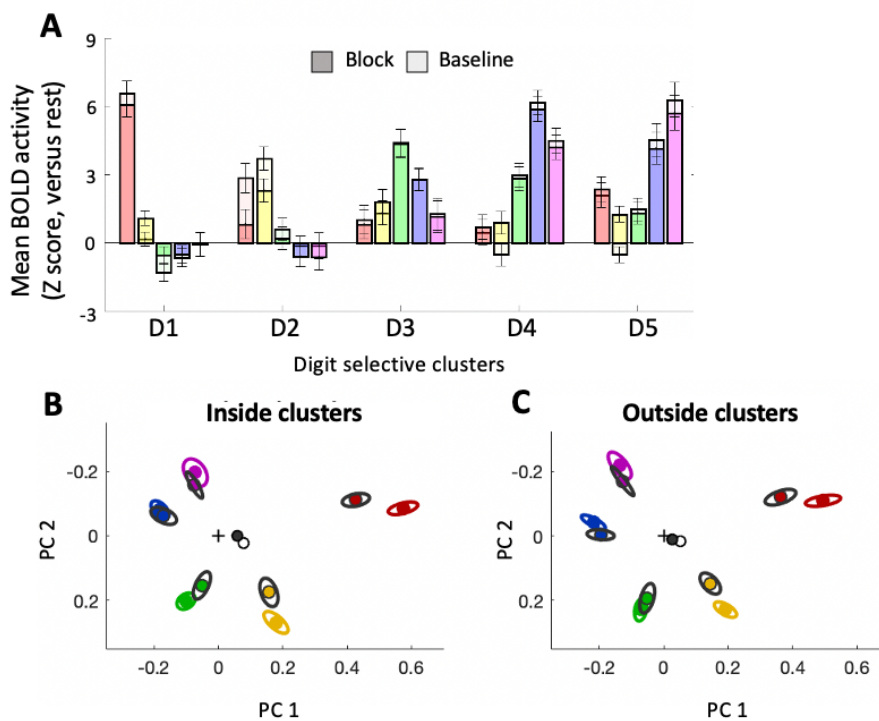 A
Mean BOLD activity
(Z score, versus rest)
9
6
3
0
-3
Block Baseline
D1 D2 D3 D4 D5
Digit selective clusters
B
Inside clusters
PC 2
-0.2
0
0.2
-0.2 0 0.2 0.4 0.6
PC 1
C
Outside clusters
PC 2
-0.2
0
0.2
-0.2 0 0.2 0.4 0.6
PC 1